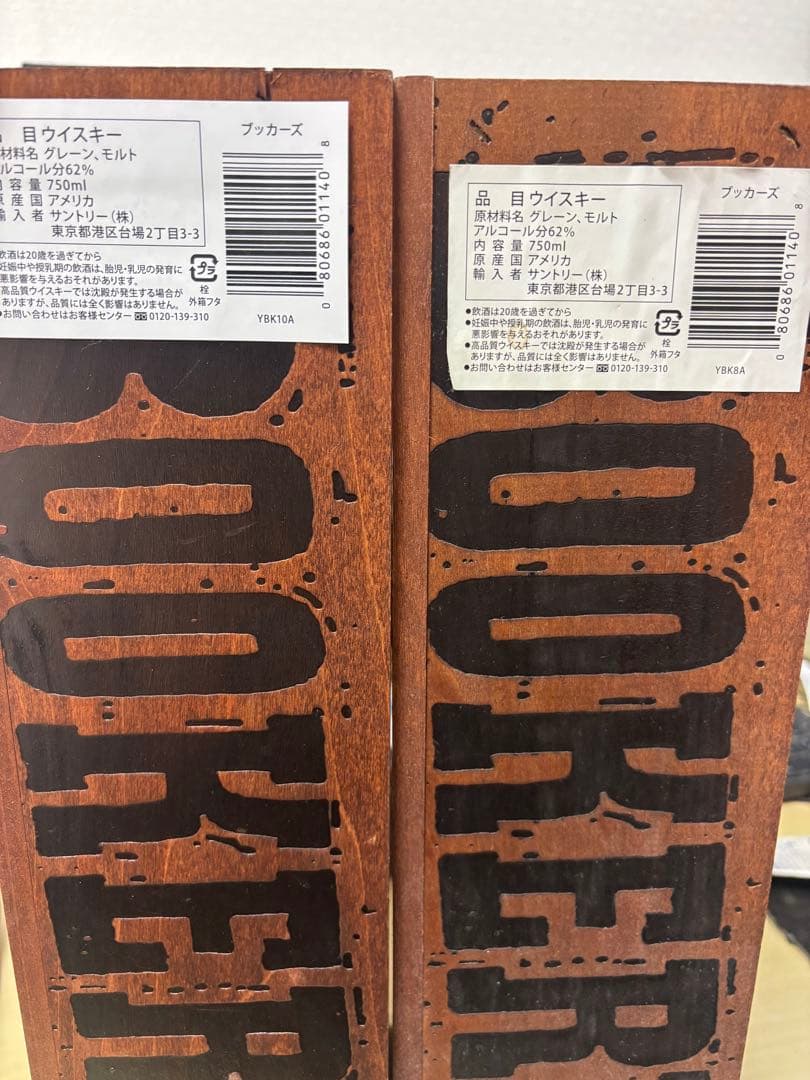 目 ウイスキー
材料名 グレーン、モルト
ルコール分62%
容 量 750ml
産 国 アメリカ
輸 入 者 サントリー(株)
東京都港区台場2丁目3-3
ブッカーズ
飲酒は20歳を過ぎてから
妊娠中や授乳期の飲酒は、胎児・乳児の発育に
悪影響を与えるおそれがあります。
高品質ウイスキーでは沈殿が発生する場合が
ありますが、品質には全く影響はありません。
●お問い合わせはお客様センター 0120-139-310
プラ
栓
外箱フタ
0 80686 01140 8
YBK10A
BOOKER
品 目 ウイスキー
原材料名 グレーン、モルト
アルコール分62%
内 容 量 750ml
原 産 国 アメリカ
輸 入 者 サントリー(株)
東京都港区台場2丁目3-3
ブッカーズ
●飲酒は20歳を過ぎてから
●妊娠中や授乳期の飲酒は、胎児・乳児の発育に
悪影響を与えるおそれがあります。
●高品質ウイスキーでは沈殿が発生する場合が
ありますが、品質には全く影響はありません。
●お問い合わせはお客様センター 0120-139-310
プラ
栓
外箱フタ
0 80686 01140 8
YBK8A
BOOKER